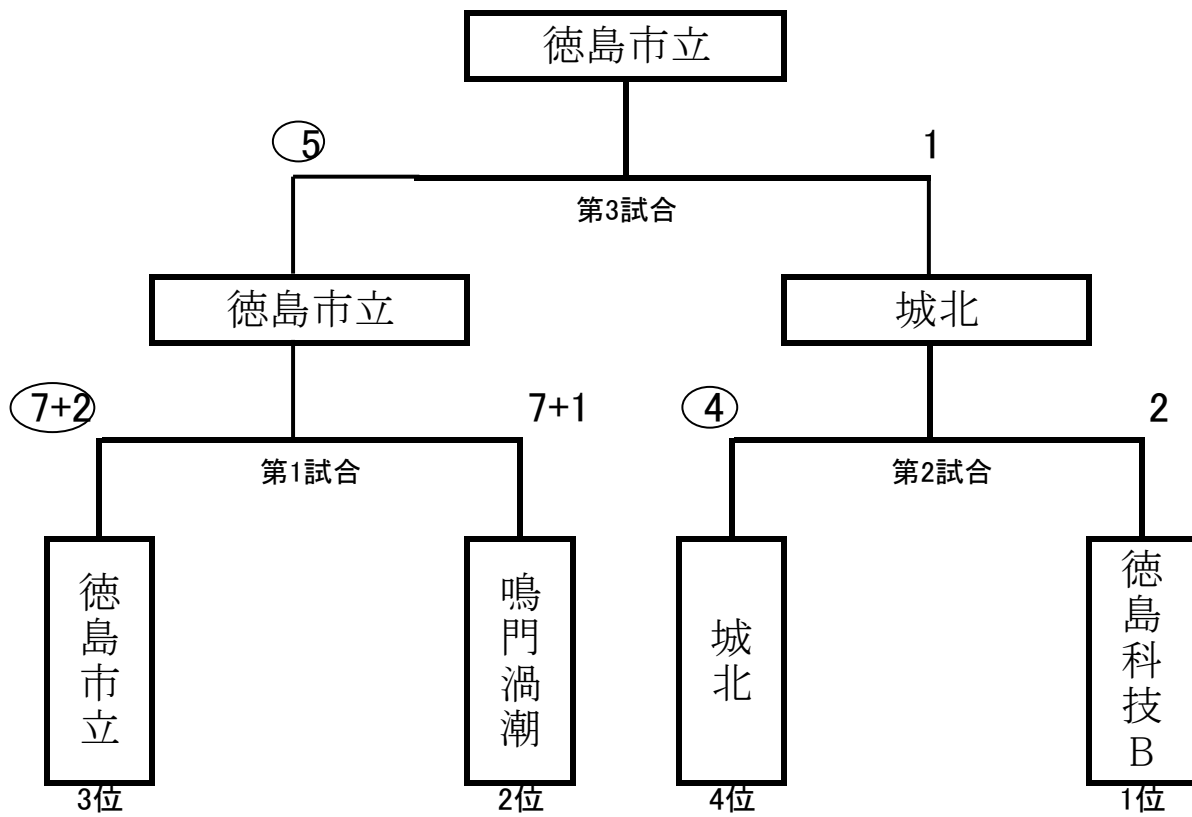 徳島市立
5
1
第3試合
徳島市立
城北
7+2
7+1
4
2
第1試合
第2試合
徳島市立
鳴門渦潮
城北
徳島科技B
3位
2位
4位
1位